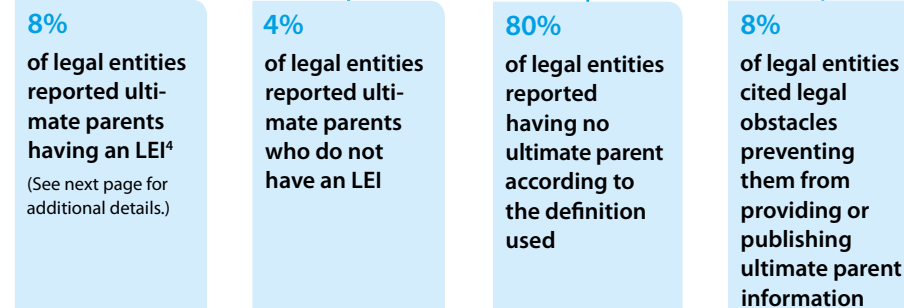 8%
of legal entities
reported ulti-
mate parents
having an LEI⁴
(See next page for
additional details.)
4%
of legal entities
reported ulti-
mate parents
who do not
have an LEI
80%
of legal entities
reported
having no
ultimate parent
according to
the definition
used
8%
of legal entities
cited legal
obstacles
preventing
them from
providing or
publishing
ultimate parent
information